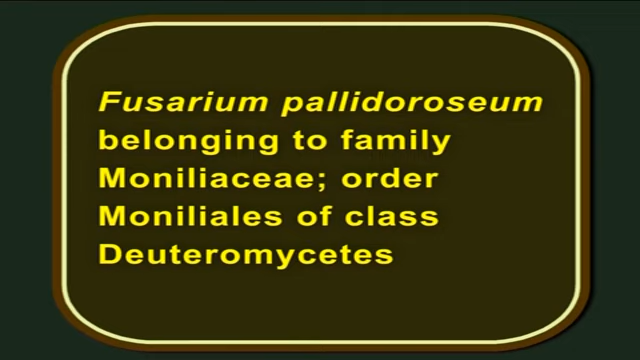 Fusarium pallidoroseum
belonging to family
Moniliaceae; order
Moniliales of class
Deuteromycetes